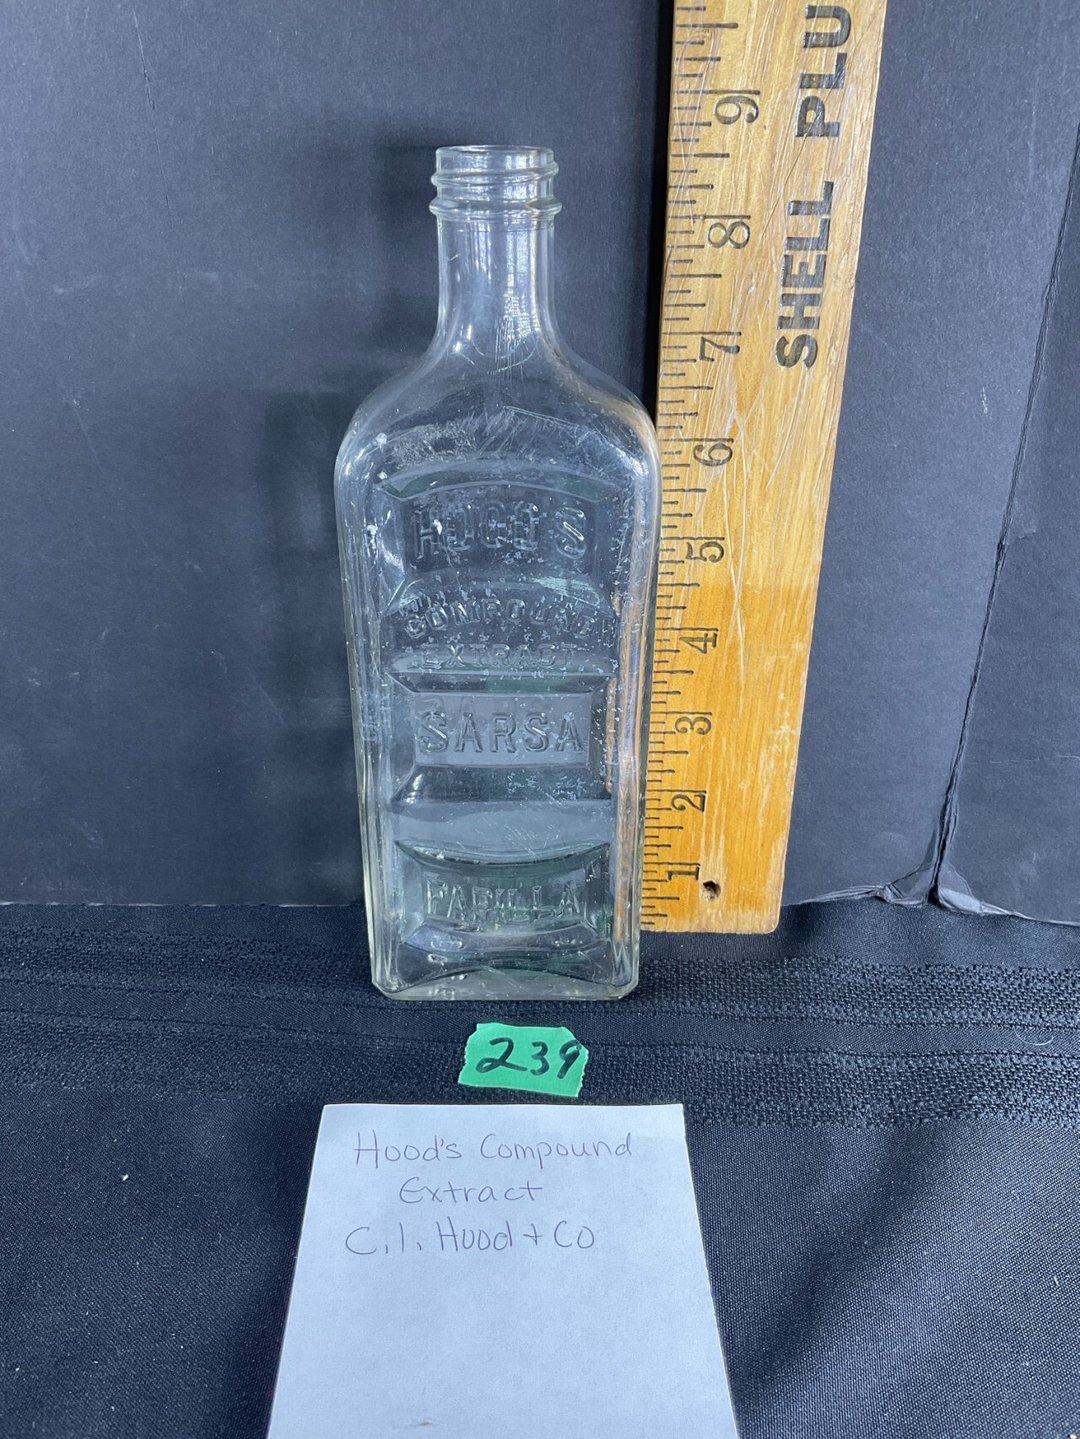 HOOD'S
COMPOUND
EXTRACT
SARSA
PARILLA
9
8
7
6
5
4
3
2
1
SHELL PLU
239
Hood's Compound
Extract
C.I. Hood + CO